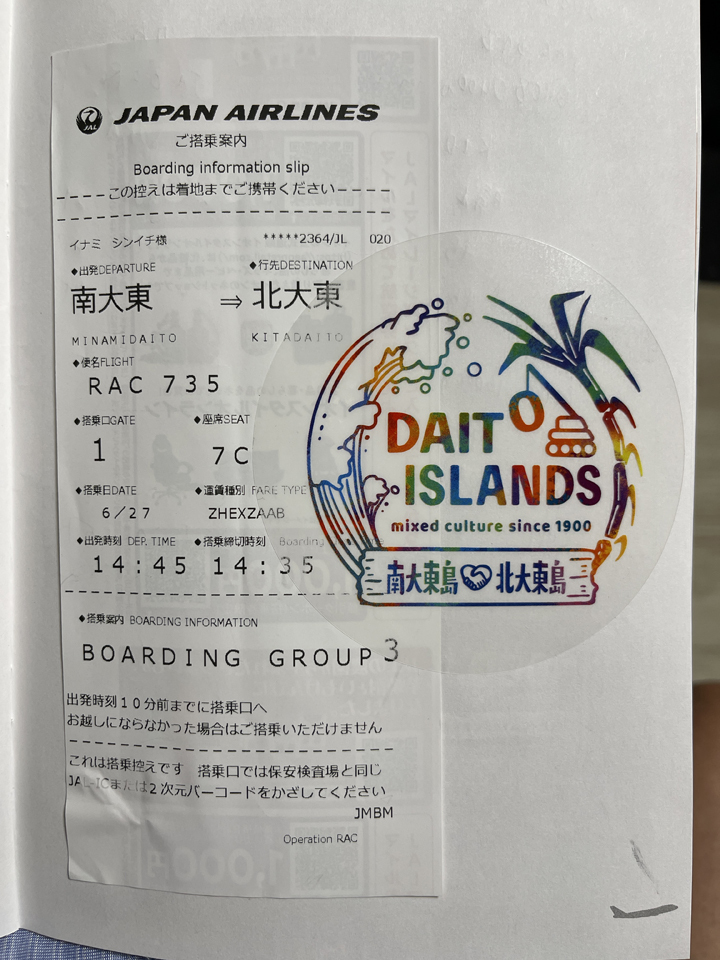 JAL
JAPAN AIRLINES
ご搭乗案内
Boarding information slip
----この控えは着地までご携帯ください----
イナミ シンイチ様 *****2364/JL 020
◆出発DEPARTURE ◆行先DESTINATION
南大東 ⇒ 北大東
MINAMIDAITO KITADAITO
◆便名FLIGHT
RAC 735
◆搭乗口GATE ◆座席SEAT
1 7C
◆搭乗日DATE ◆運賃種別 FARE TYPE
6/27 ZHEXZAAB
◆出発時刻 DEP. TIME ◆搭乗締切時刻 Boarding
14:45 14:35
◆搭乗案内 BOARDING INFORMATION
BOARDING GROUP 3
出発時刻10分前までに搭乗口へ
お越しにならなかった場合はご搭乗いただけません
これは搭乗控えです 搭乗口では保安検査場と同じ
JAL-ICまたは2次元バーコードをかざしてください
JMBM
Operation RAC
DAITO
ISLANDS
mixed culture since 1900
南大東島 北大東島
1,000円